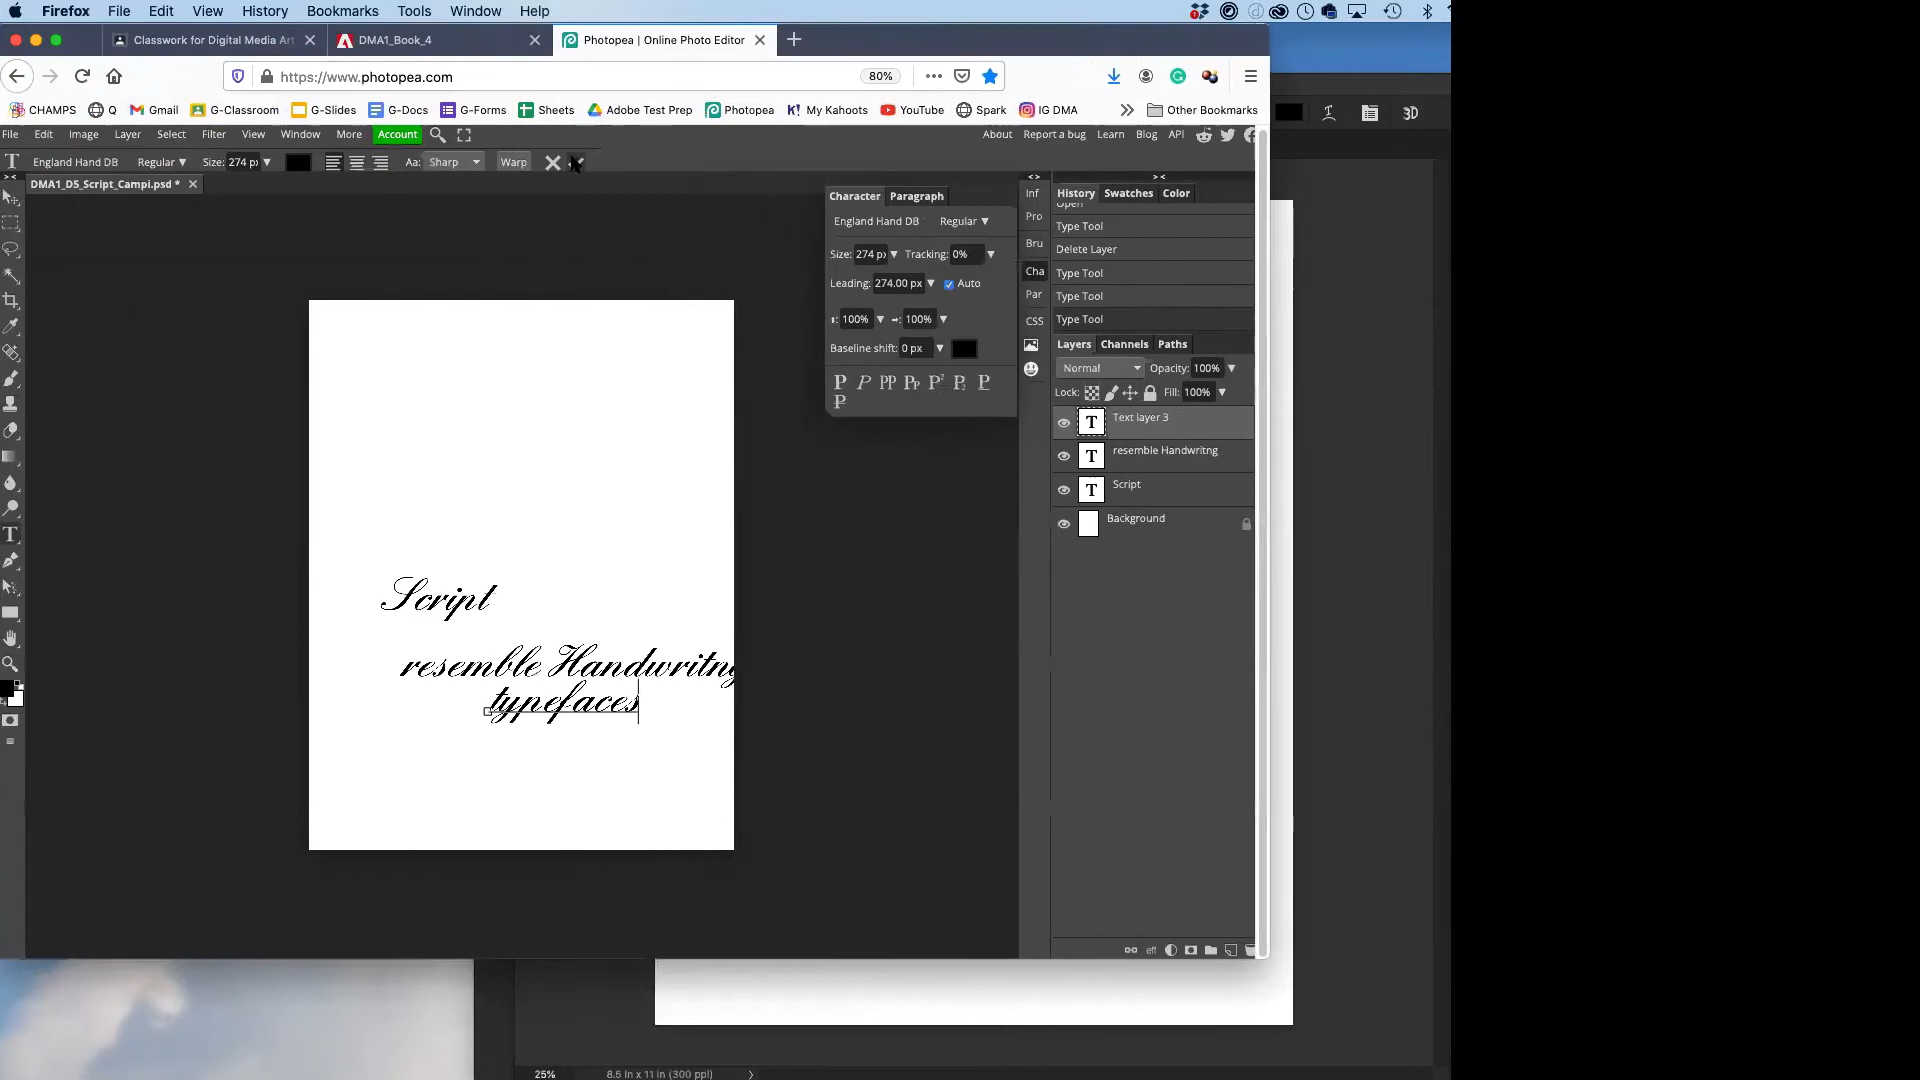 Firefox File Edit View History Bookmarks Tools Window Help
Classwork for Digital Media Art
DMA1_Book_4
Photopea | Online Photo Editor
https://www.photopea.com
80%
CHAMPS Q Gmail G-Classroom G-Slides G-Docs G-Forms Sheets Adobe Test Prep Photopea My Kahoots YouTube Spark IG DMA Other Bookmarks
File Edit Image Layer Select Filter View Window More Account
About Report a bug Learn Blog API
England Hand DB Regular Size: 274 px Aa: Sharp Warp
3D
DMA1_D5_Script_Campi.psd *
Character Paragraph
England Hand DB Regular
Size: 274 px Tracking: 0%
Leading: 274.00 px Auto
100% 100%
Baseline shift: 0 px
Inf
Pro
Bru
Cha
Par
CSS
History Swatches Color
Open
Type Tool
Delete Layer
Type Tool
Type Tool
Type Tool
Layers Channels Paths
Normal Opacity: 100%
Lock: Fill: 100%
Text layer 3
resemble Handwritng
Script
Background
eff
Script
resemble Handwritng
typefaces
25% 8.5 in x 11 in (300 ppi)